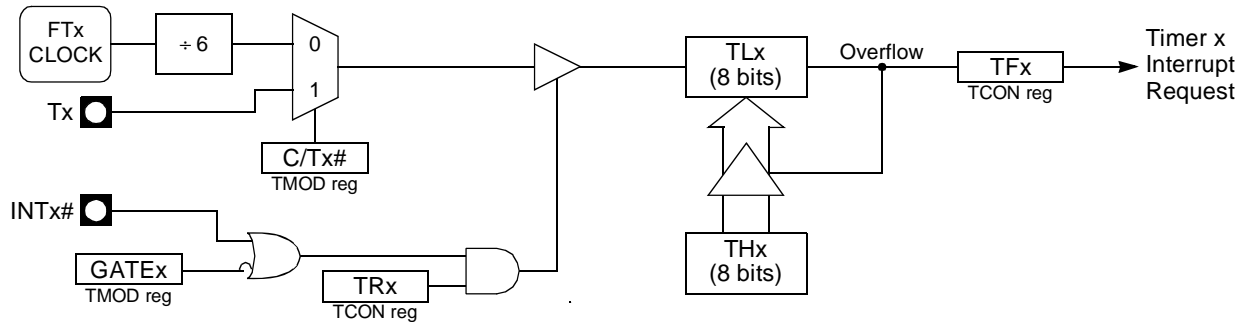 FTx
CLOCK
÷ 6
0
1
Tx
C/Tx#
TMOD reg
TLx
(8 bits)
Overflow
TFx
TCON reg
Timer x
Interrupt
Request
INTx#
GATEx
TMOD reg
TRx
TCON reg
THx
(8 bits)